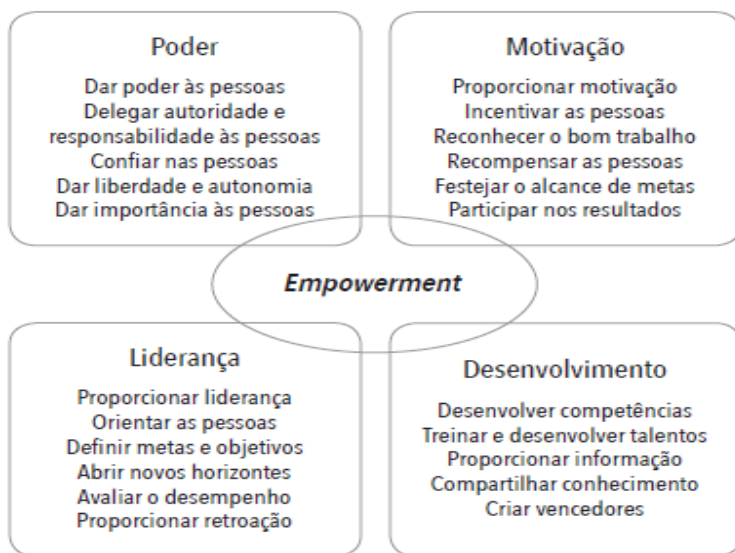 Poder
Dar poder às pessoas
Delegar autoridade e
responsabilidade às pessoas
Confiar nas pessoas
Dar liberdade e autonomia
Dar importância às pessoas
Motivação
Proporcionar motivação
Incentivar as pessoas
Reconhecer o bom trabalho
Recompensar as pessoas
Festejar o alcance de metas
Participar nos resultados
Empowerment
Liderança
Proporcionar liderança
Orientar as pessoas
Definir metas e objetivos
Abrir novos horizontes
Avaliar o desempenho
Proporcionar retroação
Desenvolvimento
Desenvolver competências
Treinar e desenvolver talentos
Proporcionar informação
Compartilhar conhecimento
Criar vencedores